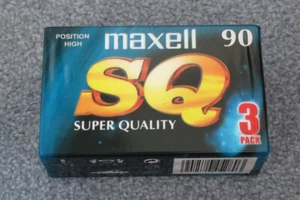 POSITION
HIGH
maxell 90
SQ
SUPER QUALITY
3
PACK